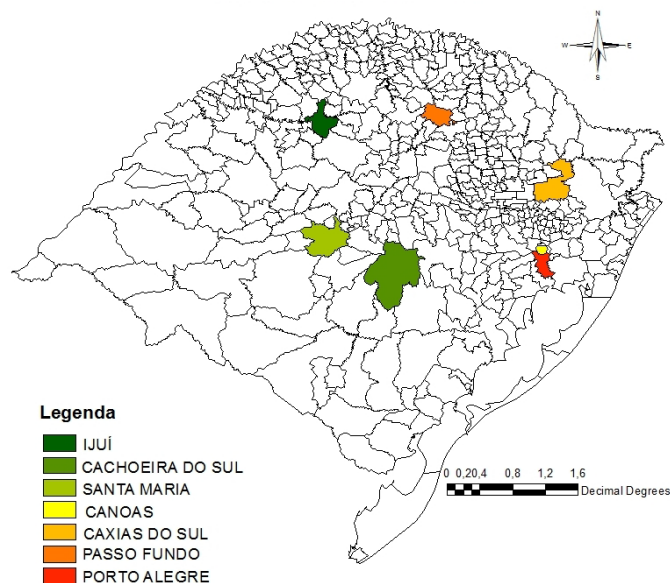 N
W E
S
Legenda
IJUÍ
CACHOEIRA DO SUL
SANTA MARIA
CANOAS
CAXIAS DO SUL
PASSO FUNDO
PORTO ALEGRE
0 0,20,4 0,8 1,2 1,6
Decimal Degrees